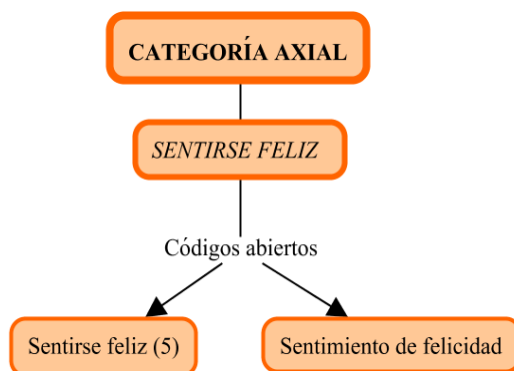 CATEGORÍA AXIAL
SENTIRSE FELIZ
Códigos abiertos
Sentirse feliz (5)
Sentimiento de felicidad